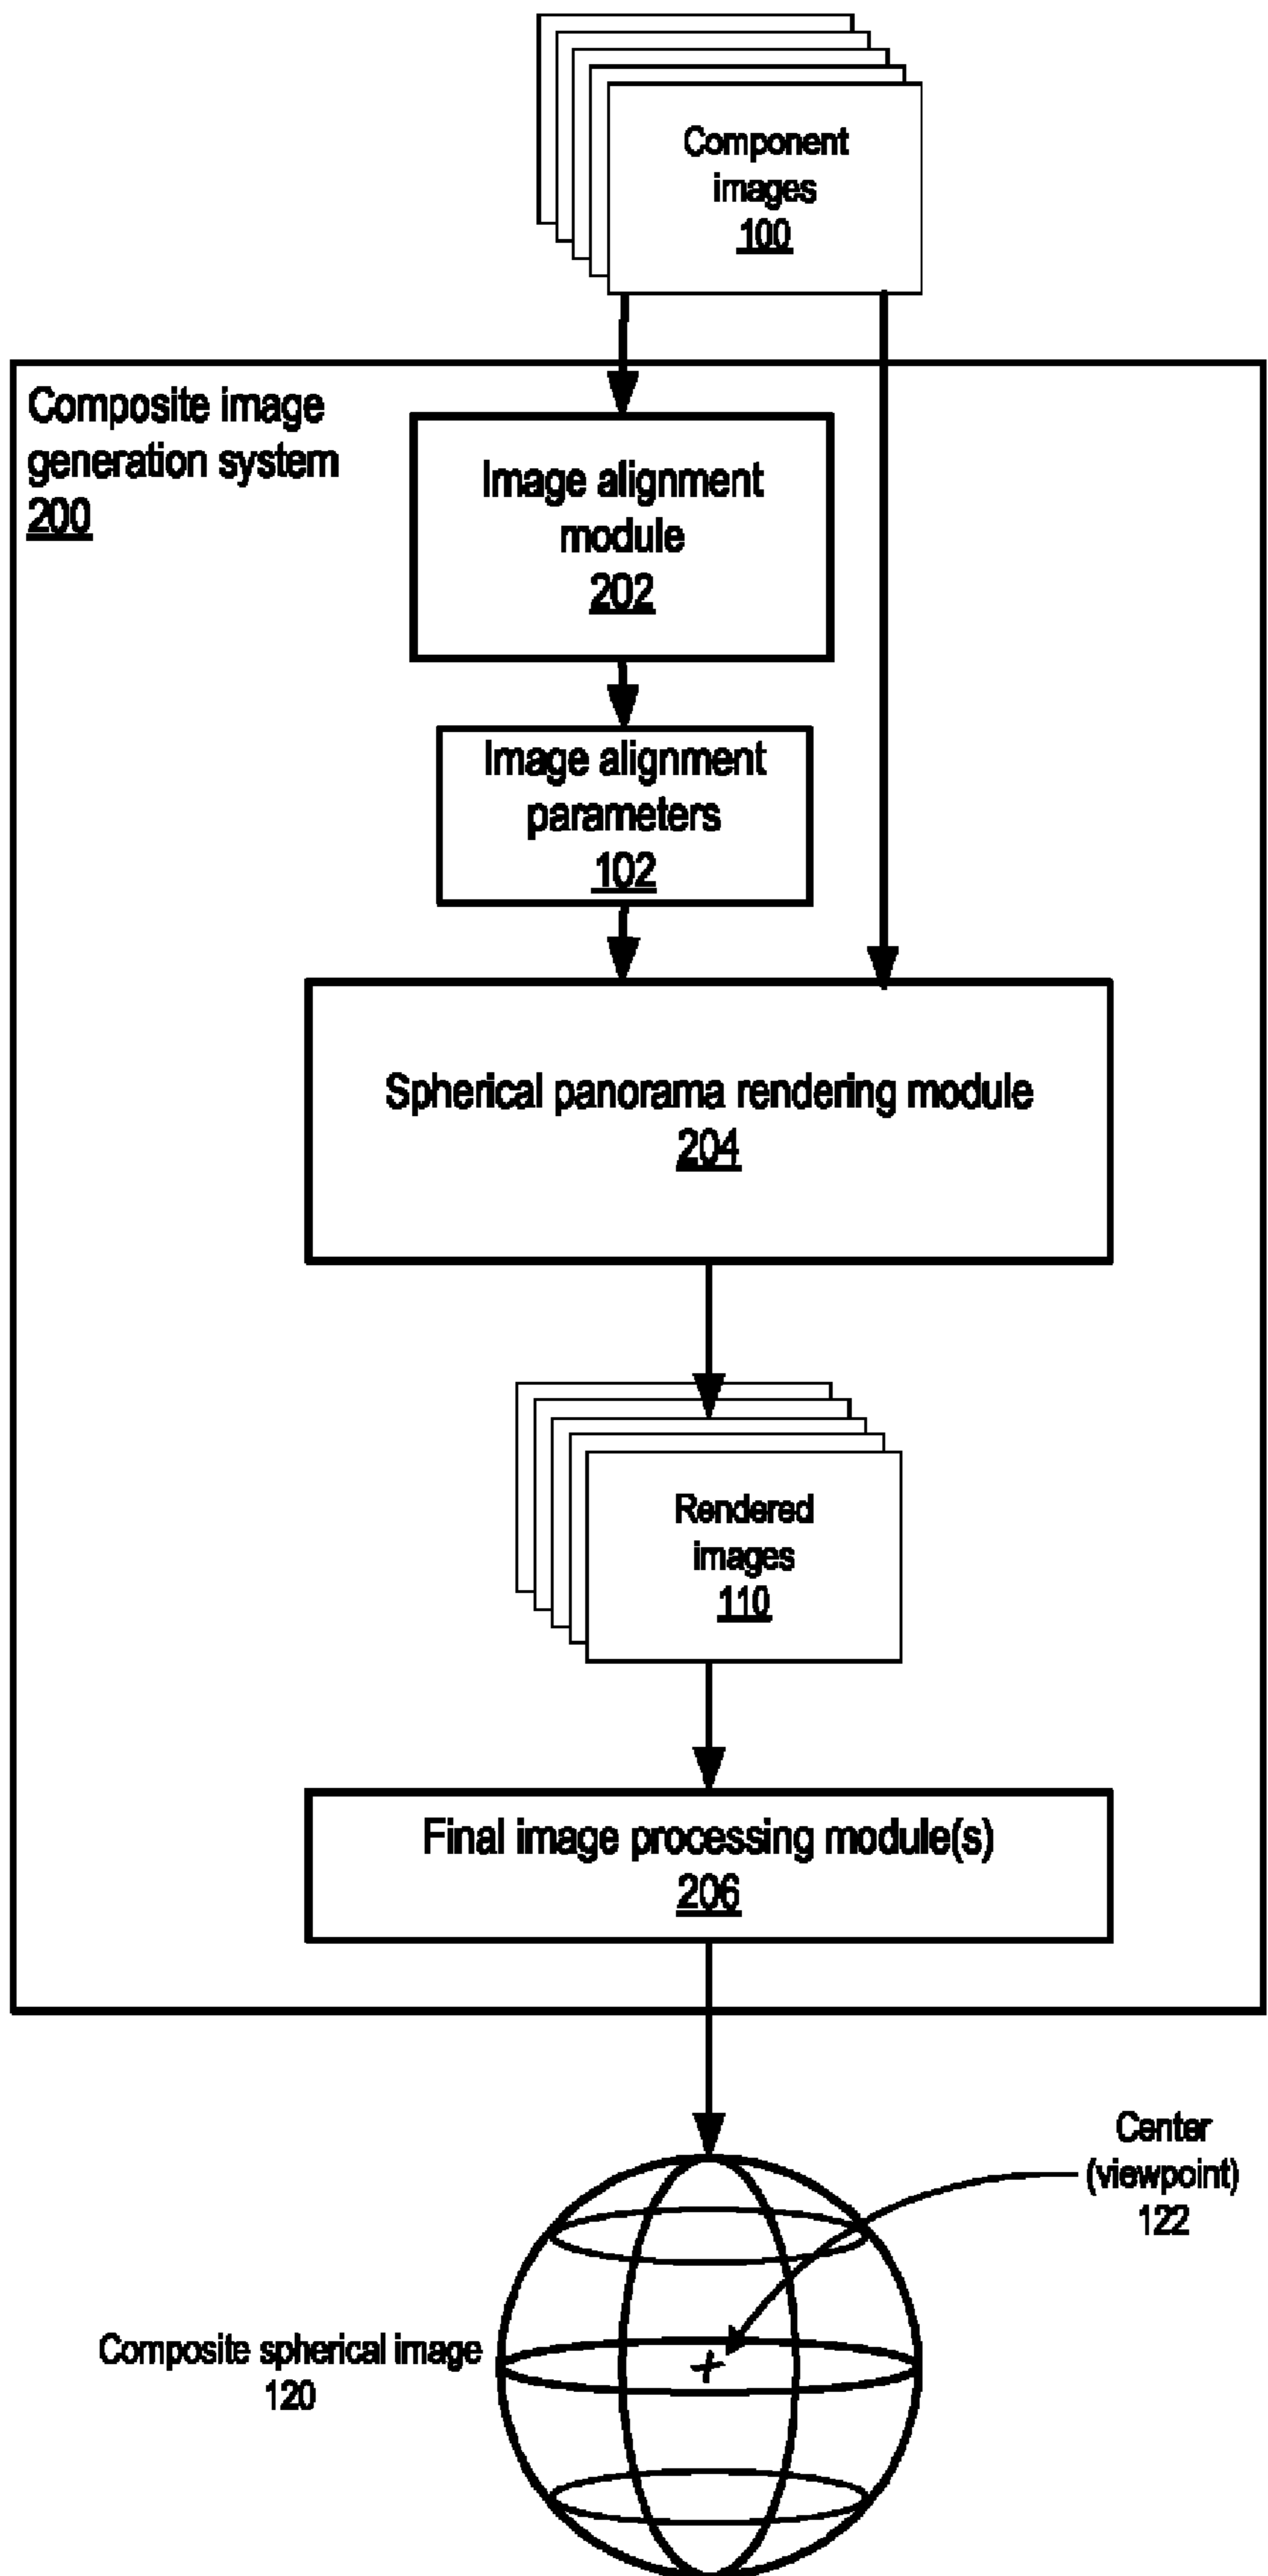 Component
images
100
Composite image
generation system
200
Image alignment
module
202
Image alignment
parameters
102
Spherical panorama rendering module
204
Rendered
images
110
Final image processing module(s)
206
Center
(viewpoint)
122
Composite spherical image
120